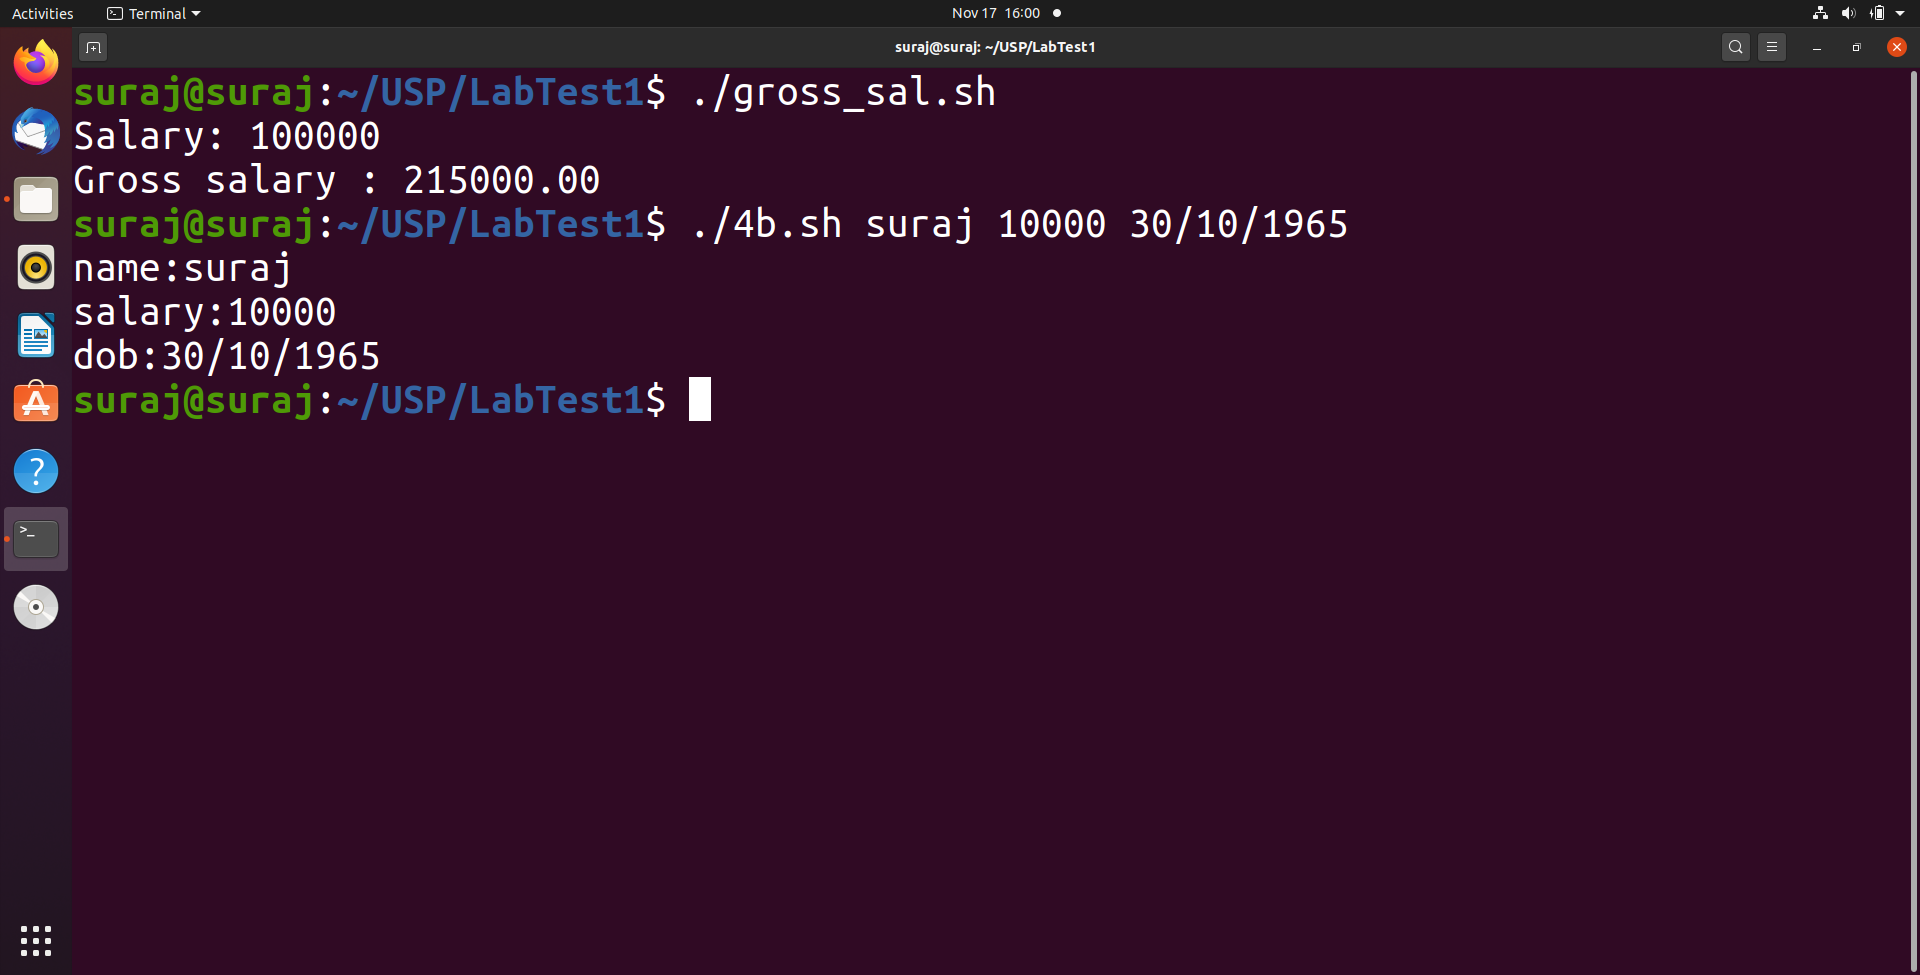 Activities Terminal Nov 17 16:00
suraj@suraj: ~/USP/LabTest1
suraj@suraj:~/USP/LabTest1$ ./gross_sal.sh
Salary: 100000
Gross salary : 215000.00
suraj@suraj:~/USP/LabTest1$ ./4b.sh suraj 10000 30/10/1965
name:suraj
salary:10000
dob:30/10/1965
suraj@suraj:~/USP/LabTest1$